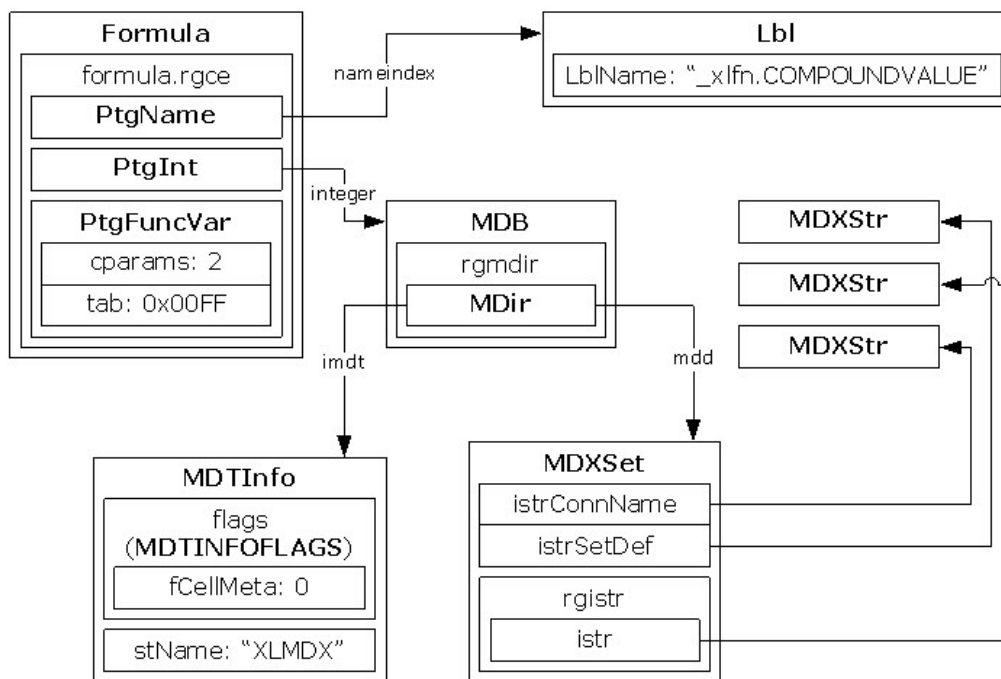 Formula
formula.rgce
PtgName
PtgInt
PtgFuncVar
cparams: 2
tab: 0x00FF
nameindex
Lbl
LblName: “_xlfn.COMPOUNDVALUE”
integer
MDB
rgmdir
MDir
MDXStr
MDXStr
MDXStr
imdt
mdd
MDTInfo
flags
(MDTINFOFLAGS)
fCellMeta: 0
stName: “XLMDX”
MDXSet
istrConnName
istrSetDef
rgistr
istr